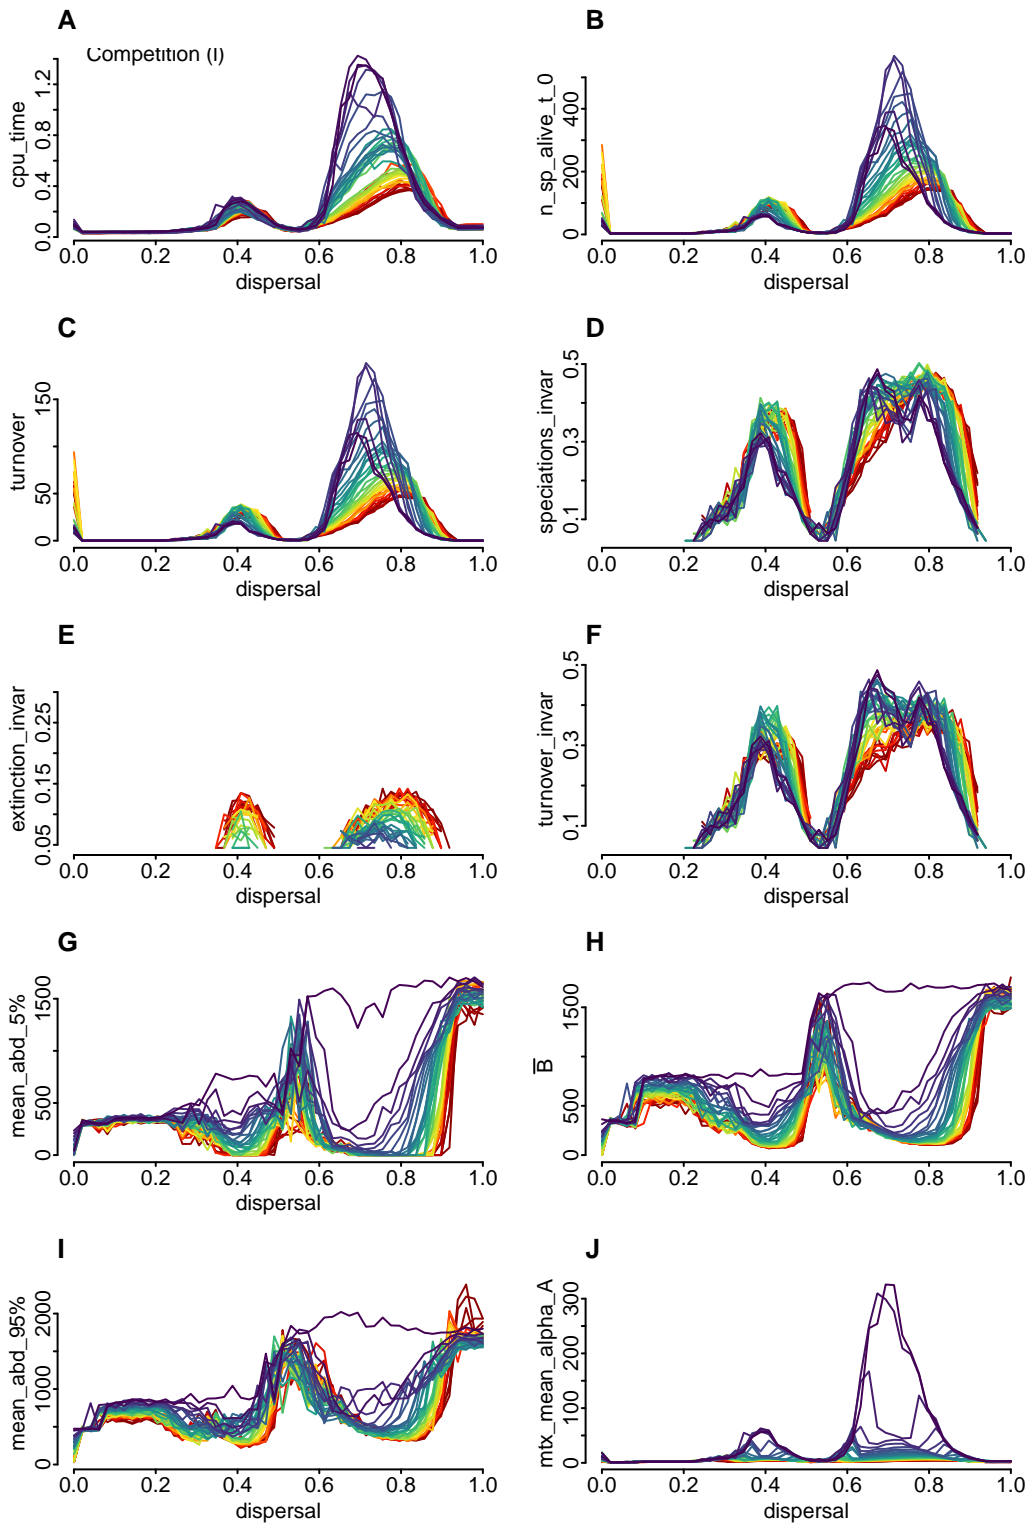 A
B
Competition (l)
cpu_time
0.0 0.4 0.8 1.2
0.0 0.2 0.4 0.6 0.8 1.0
dispersal
n_sp_alive_t_0
0 200 400
0.0 0.2 0.4 0.6 0.8 1.0
dispersal
C
D
turnover
0 50 150
0.0 0.2 0.4 0.6 0.8 1.0
dispersal
speciations_invar
0.1 0.3 0.5
0.0 0.2 0.4 0.6 0.8 1.0
dispersal
E
F
extinction_invar
0.05 0.15 0.25
0.0 0.2 0.4 0.6 0.8 1.0
dispersal
turnover_invar
0.1 0.3 0.5
0.0 0.2 0.4 0.6 0.8 1.0
dispersal
G
H
mean_abd_5%
0 500 1500
0.0 0.2 0.4 0.6 0.8 1.0
dispersal
B
0 500 1500
0.0 0.2 0.4 0.6 0.8 1.0
dispersal
I
J
mean_abd_95%
0 1000 2000
0.0 0.2 0.4 0.6 0.8 1.0
dispersal
mtx_mean_alpha_A
0 100 200 300
0.0 0.2 0.4 0.6 0.8 1.0
dispersal